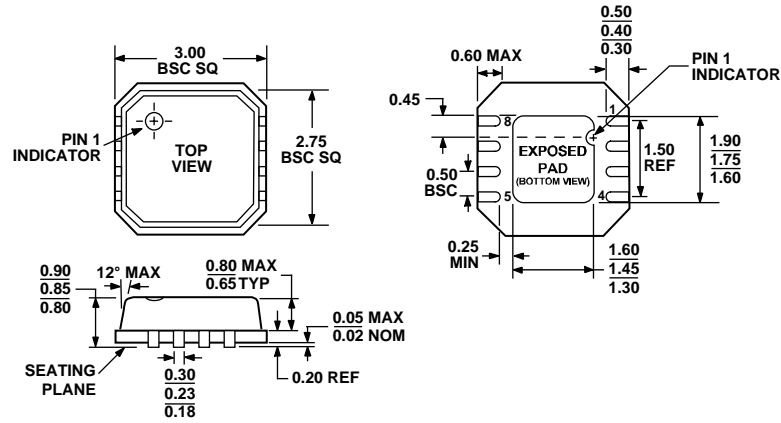 3.00
BSC SQ
PIN 1
INDICATOR
TOP
VIEW
2.75
BSC SQ
0.60 MAX
0.50
0.40
0.30
PIN 1
INDICATOR
0.45
8
1
EXPOSED
PAD
(BOTTOM VIEW)
1.50
REF
1.90
1.75
1.60
0.50
BSC
5
4
0.25
MIN
1.60
1.45
1.30
0.90
0.85
0.80
12° MAX
0.80 MAX
0.65 TYP
0.05 MAX
0.02 NOM
SEATING
PLANE
0.30
0.23
0.18
0.20 REF